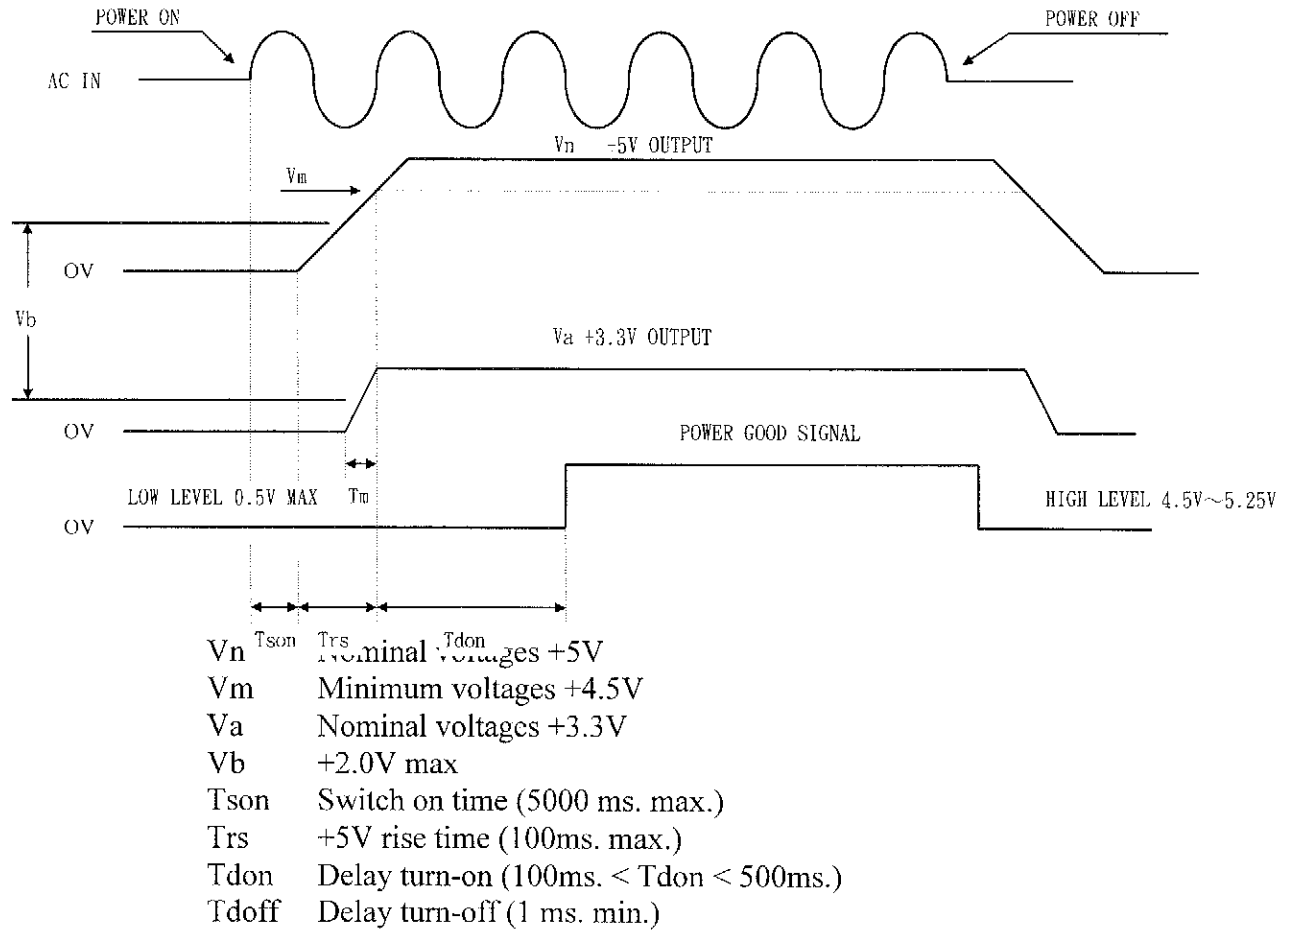 POWER ON
POWER OFF
AC IN
Vn -5V OUTPUT
Vm
0V
Vb
Va +3.3V OUTPUT
0V
POWER GOOD SIGNAL
LOW LEVEL 0.5V MAX
Tm
HIGH LEVEL 4.5V~5.25V
0V
Tson Trs Tdon
Vn Nominal voltages +5V
Vm Minimum voltages +4.5V
Va Nominal voltages +3.3V
Vb +2.0V max
Tson Switch on time (5000 ms. max.)
Trs +5V rise time (100ms. max.)
Tdon Delay turn-on (100ms. < Tdon < 500ms.)
Tdoff Delay turn-off (1 ms. min.)